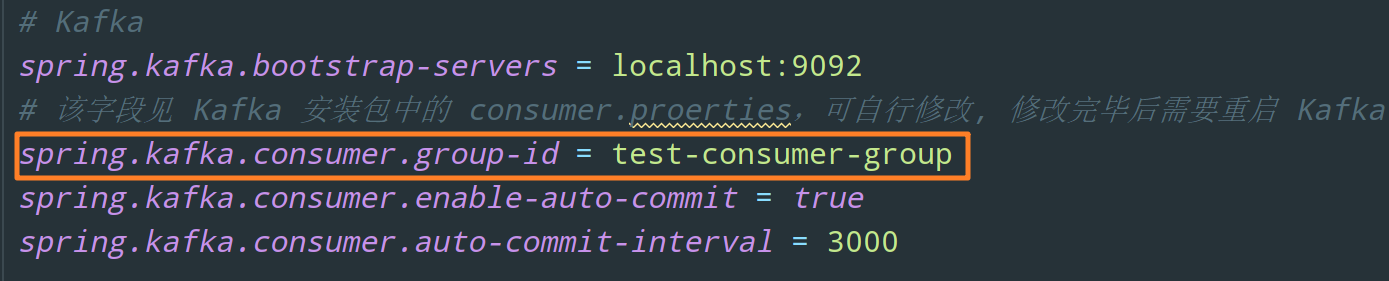 # Kafka
spring.kafka.bootstrap-servers = localhost:9092
# 该字段见 Kafka 安装包中的 consumer.proerties，可自行修改, 修改完毕后需要重启 Kafka
spring.kafka.consumer.group-id = test-consumer-group
spring.kafka.consumer.enable-auto-commit = true
spring.kafka.consumer.auto-commit-interval = 3000